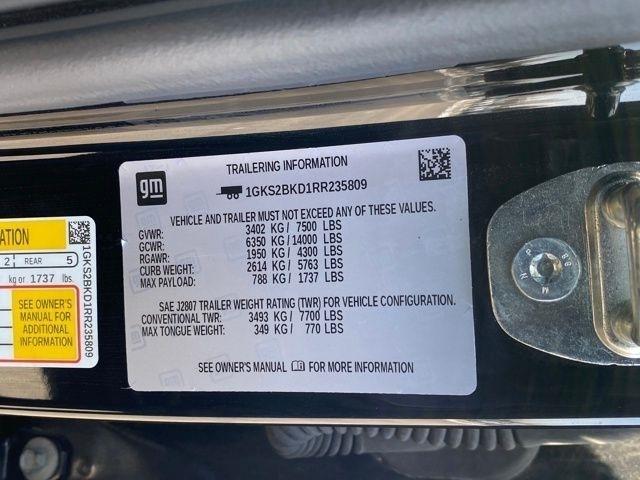 TRAILERING INFORMATION
gm
1GKS2BKD1RR235809
VEHICLE AND TRAILER MUST NOT EXCEED ANY OF THESE VALUES.
GVWR: 3402 KG / 7500 LBS
GCWR: 6350 KG / 14000 LBS
RGAWR: 1950 KG / 4300 LBS
CURB WEIGHT: 2614 KG / 5763 LBS
MAX PAYLOAD: 788 KG / 1737 LBS
SAE J2807 TRAILER WEIGHT RATING (TWR) FOR VEHICLE CONFIGURATION.
CONVENTIONAL TWR: 3493 KG / 7700 LBS
MAX TONGUE WEIGHT: 349 KG / 770 LBS
SEE OWNER'S MANUAL FOR MORE INFORMATION
2 REAR 5
kg or 1737 lbs.
SEE OWNER'S
MANUAL FOR
ADDITIONAL
INFORMATION
1GKS2BKD1RR235809